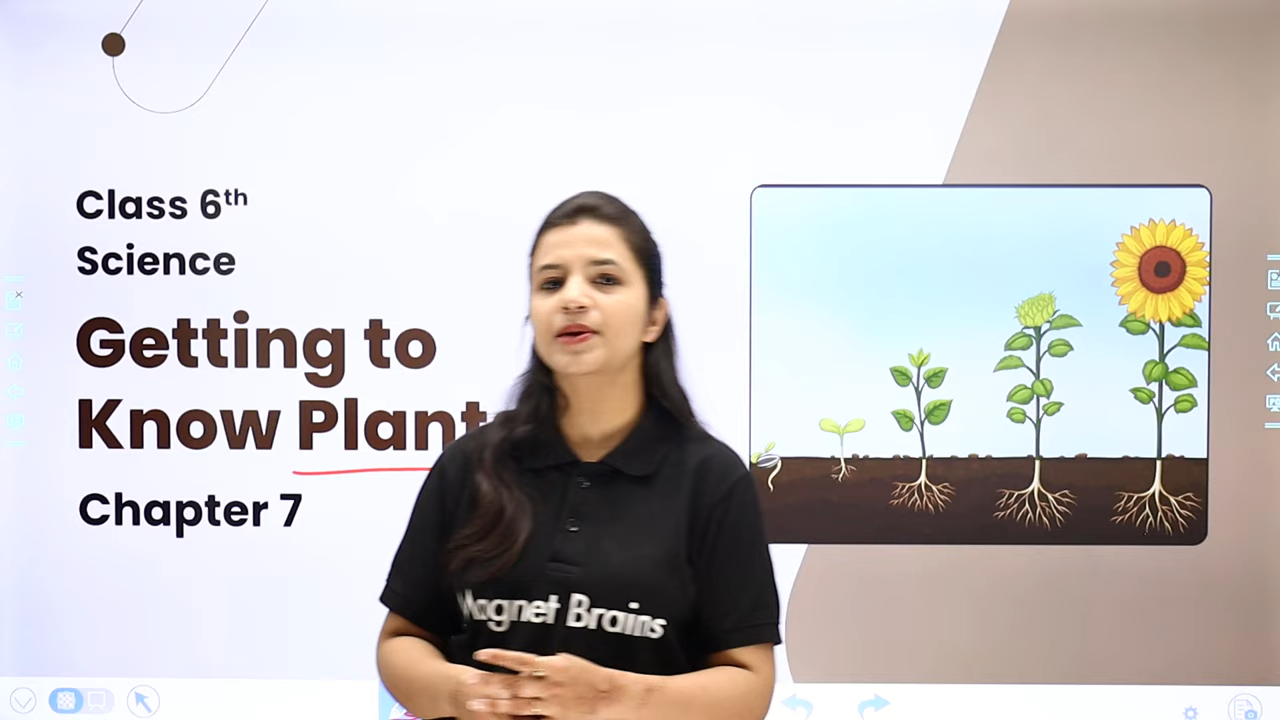 Class 6th
Science
Getting to
Know Plant
Chapter 7
Magnet Brains